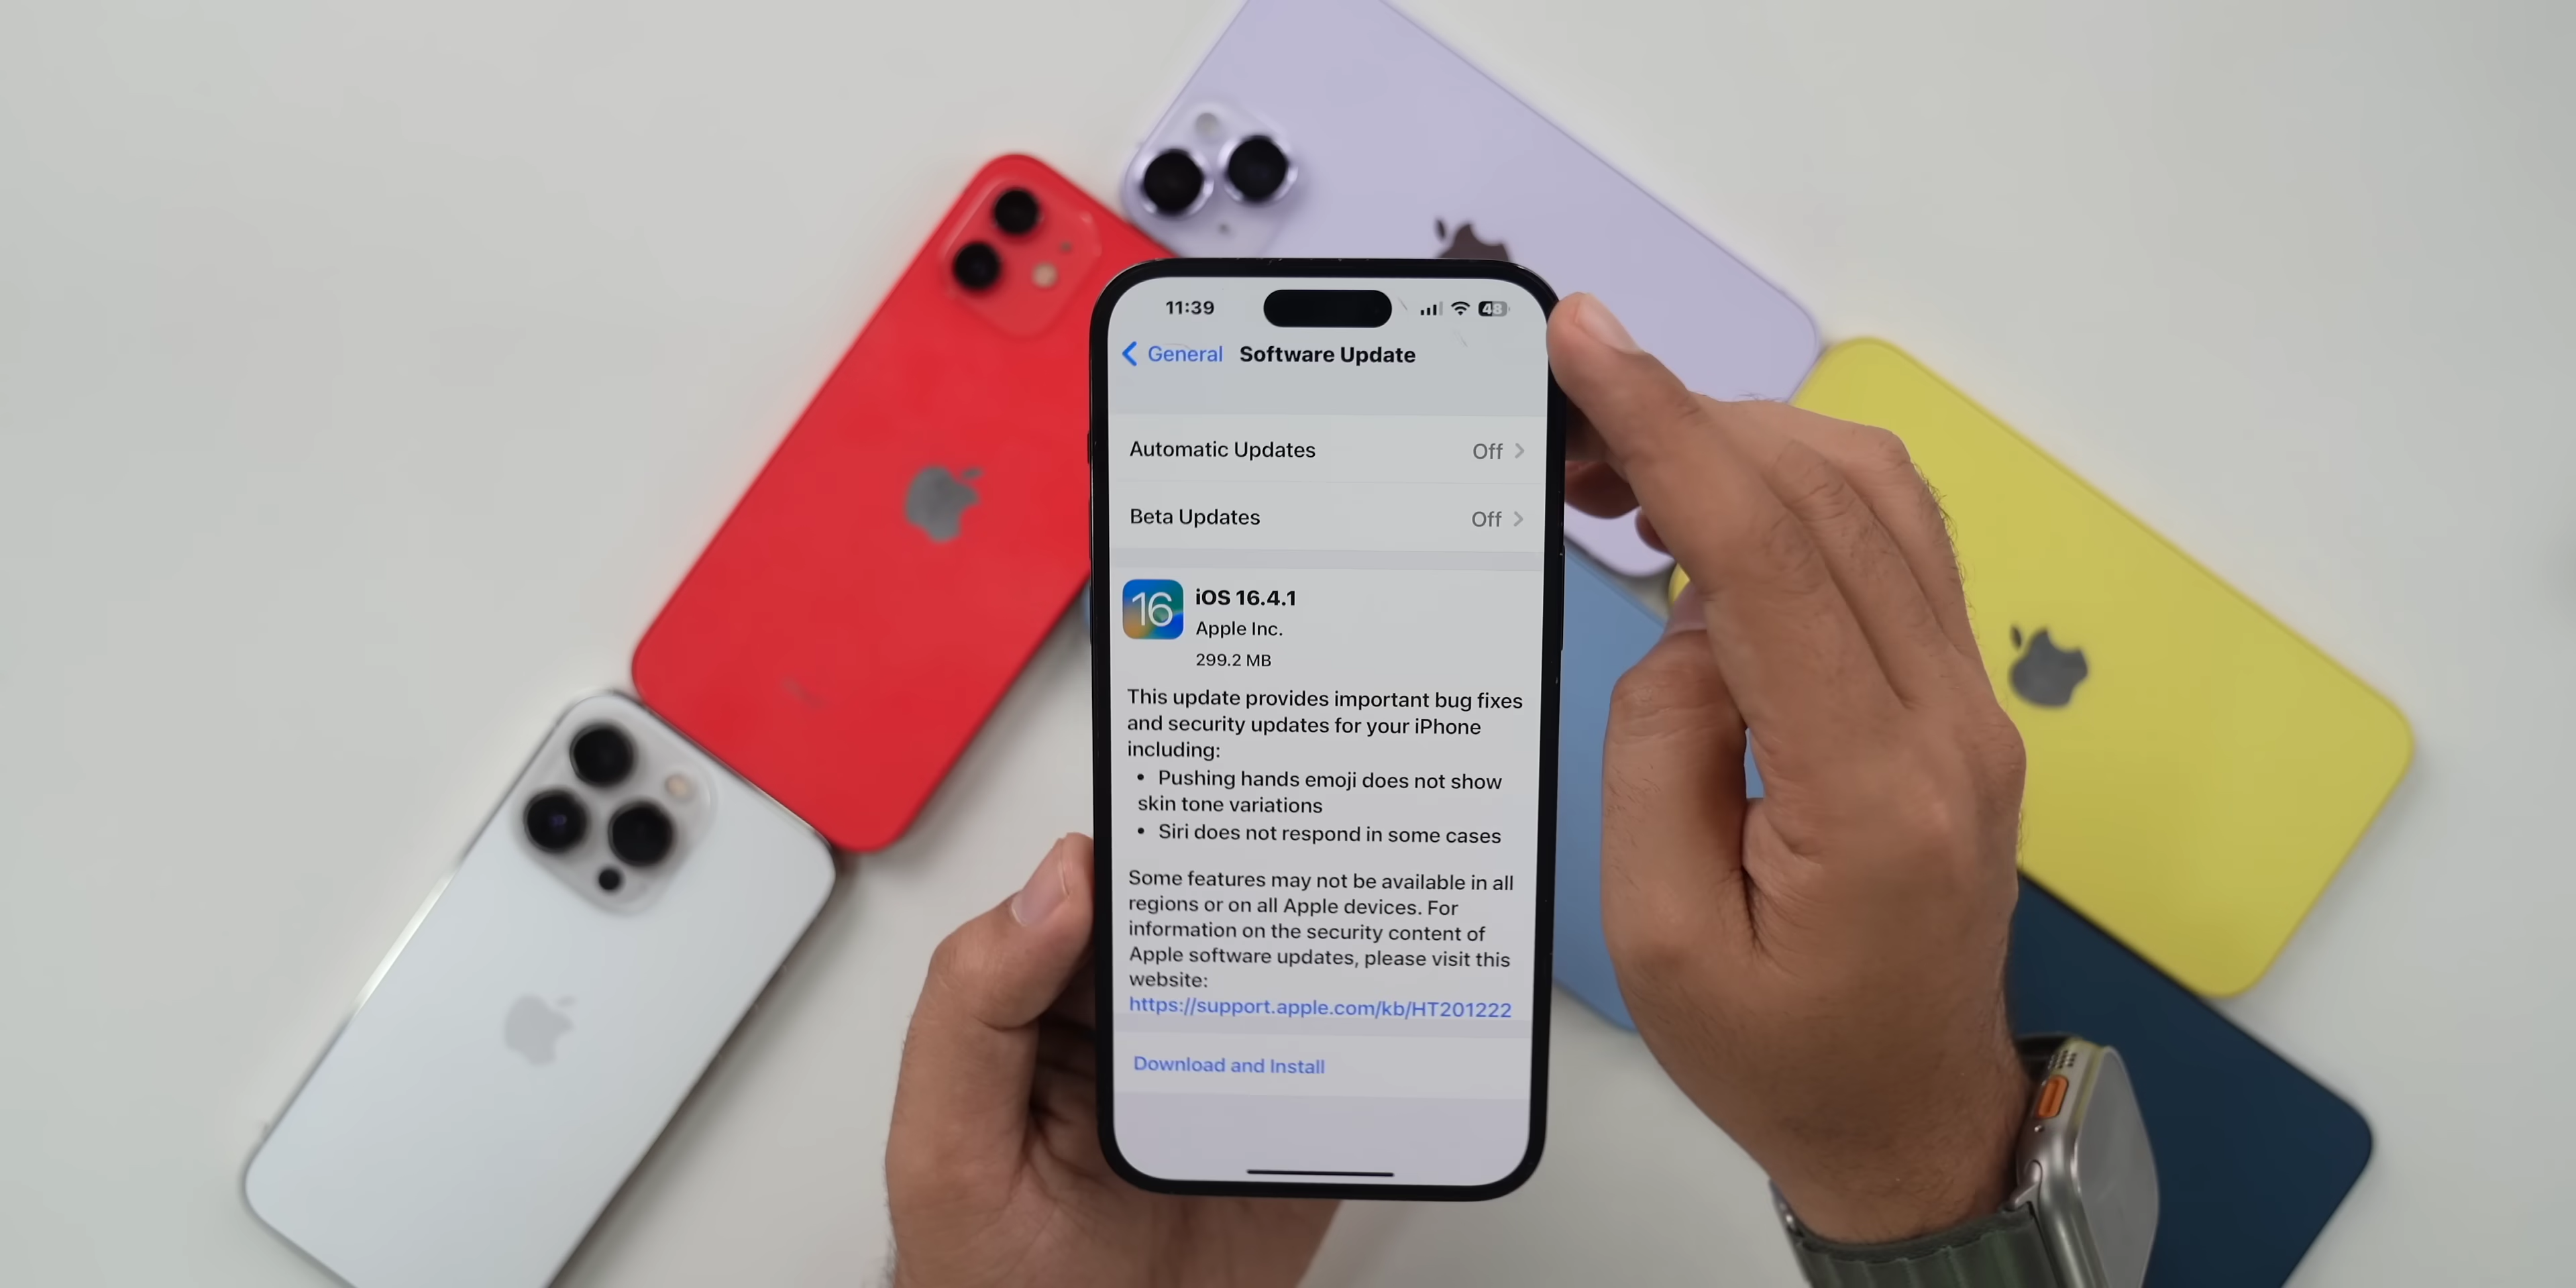 11:39
48
General Software Update
Automatic Updates Off
Beta Updates Off
16
iOS 16.4.1
Apple Inc.
299.2 MB
This update provides important bug fixes
and security updates for your iPhone
including:
• Pushing hands emoji does not show
skin tone variations
• Siri does not respond in some cases
Some features may not be available in all
regions or on all Apple devices. For
information on the security content of
Apple software updates, please visit this
website:
https://support.apple.com/kb/HT201222
Download and Install